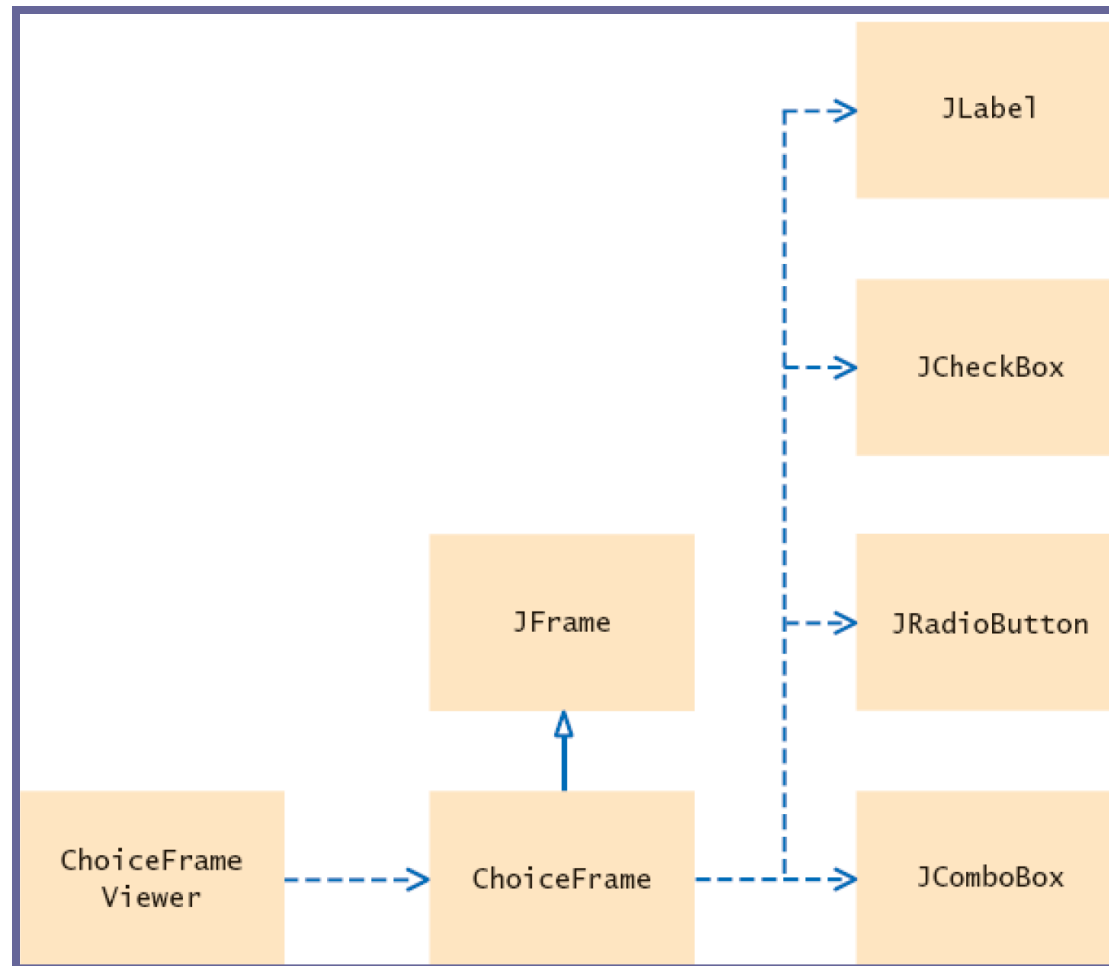 JLabel
JCheckBox
JFrame
JRadioButton
ChoiceFrame
Viewer
ChoiceFrame
JComboBox